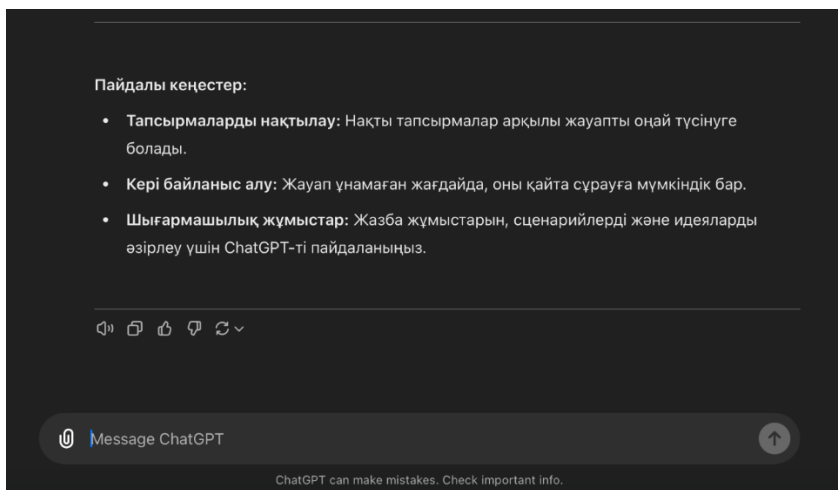 Пайдалы кеңестер:
• Тапсырмаларды нақтылау: Нақты тапсырмалар арқылы жауапты оңай түсінуге
болады.
• Кері байланыс алу: Жауап ұнамаған жағдайда, оны қайта сұрауға мүмкіндік бар.
• Шығармашылық жұмыстар: Жазба жұмыстарын, сценарийлерді және идеяларды
әзірлеу үшін ChatGPT-ті пайдаланыңыз.
Message ChatGPT
ChatGPT can make mistakes. Check important info.